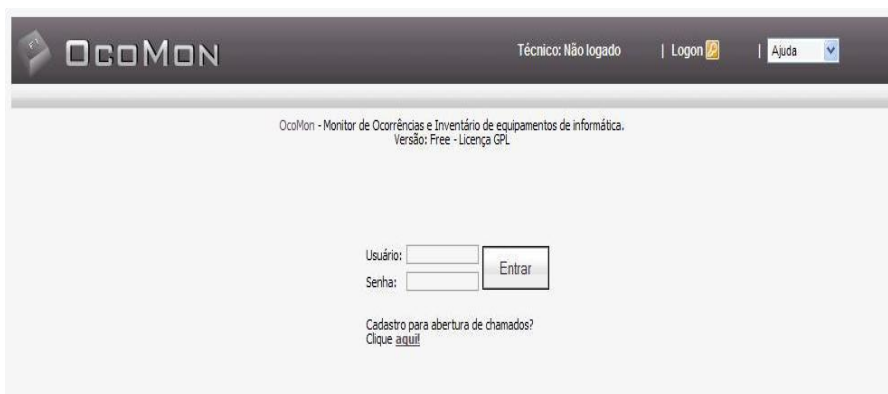 OcoMon
Técnico: Não logado | Logon | Ajuda
OcoMon - Monitor de Ocorrências e Inventário de equipamentos de informática.
Versão: Free - Licença GPL
Usuário:
Senha:
Entrar
Cadastro para abertura de chamados?
Clique aqui!